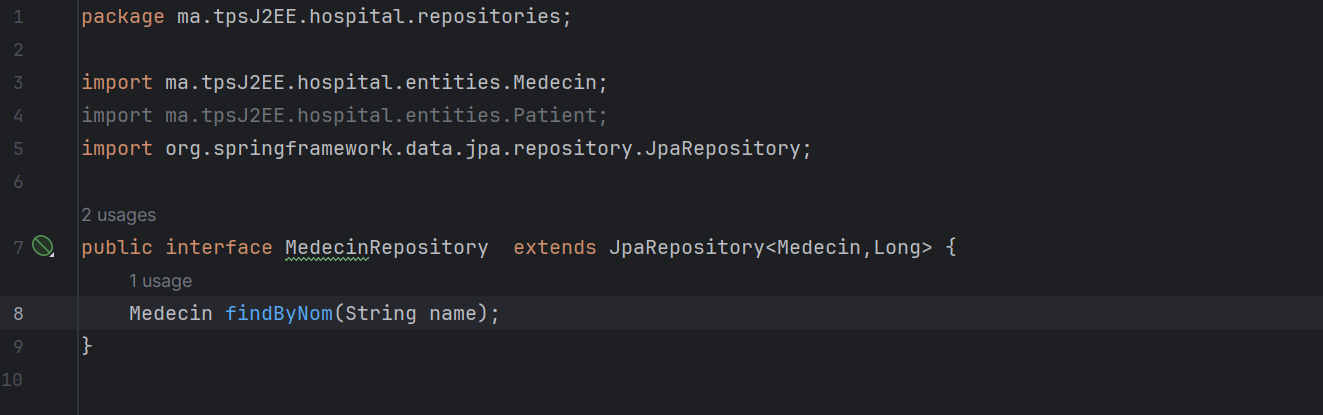 1 package ma.tpsJ2EE.hospital.repositories;
2
3 import ma.tpsJ2EE.hospital.entities.Medecin;
4 import ma.tpsJ2EE.hospital.entities.Patient;
5 import org.springframework.data.jpa.repository.JpaRepository;
6
2 usages
7 public interface MedecinRepository  extends JpaRepository<Medecin,Long> {
1 usage
8 Medecin findByNom(String name);
9 }
10